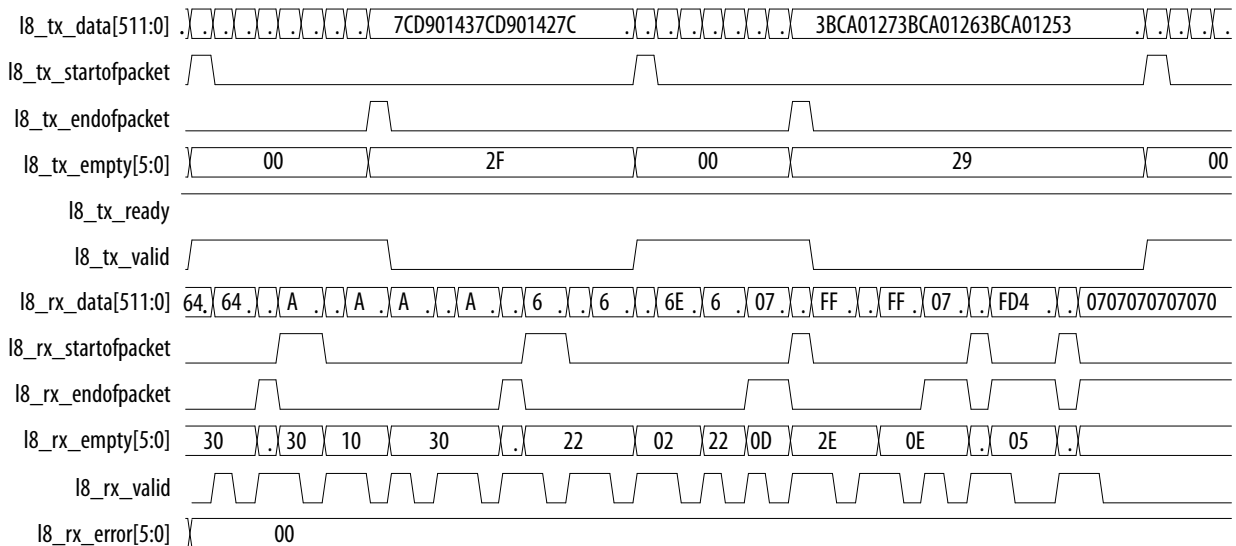 l8_tx_data[511:0] . . . . . . . . 7CD901437CD901427C . . . . . . 3BCA01273BCA01263BCA01253 . . . . .
l8_tx_startofpacket
l8_tx_endofpacket
l8_tx_empty[5:0] 00 2F 00 29 00
l8_tx_ready
l8_tx_valid
l8_rx_data[511:0] 64. 64 . . A . . A . A . . A . . 6 . . 6 . . 6E . 6 . 07. . FF . . FF . 07 . . FD4 . . 0707070707070
l8_rx_startofpacket
l8_rx_endofpacket
l8_rx_empty[5:0] 30 . 30 10 30 . 22 02 22 0D 2E 0E . 05 .
l8_rx_valid
l8_rx_error[5:0] 00